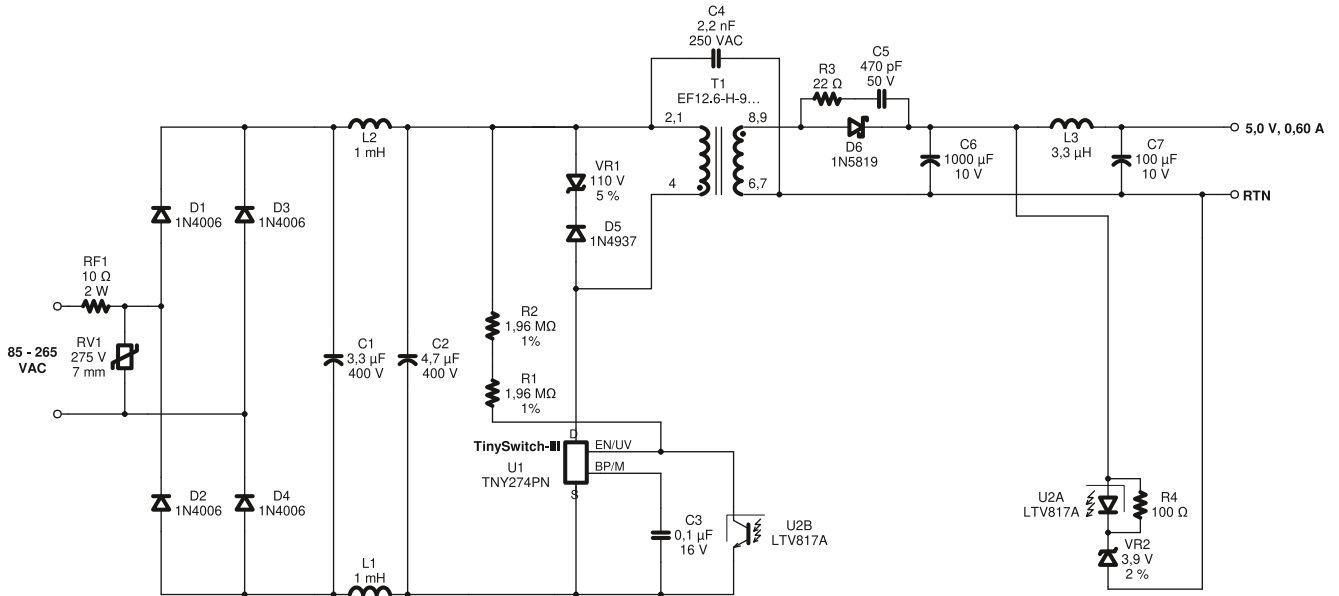 C4
2,2 nF
250 VAC
T1
EF12.6-H-9...
2,1
8,9
4
6,7
R3
22 Ω
C5
470 pF
50 V
D6
1N5819
C6
1000 µF
10 V
L3
3,3 µH
C7
100 µF
10 V
5,0 V, 0,60 A
RTN
L2
1 mH
VR1
110 V
5 %
D5
1N4937
D1
1N4006
D3
1N4006
RF1
10 Ω
2 W
85 - 265
VAC
RV1
275 V
7 mm
C1
3,3 µF
400 V
C2
4,7 µF
400 V
R2
1,96 MΩ
1%
R1
1,96 MΩ
1%
TinySwitch-III
D
EN/UV
BP/M
S
U1
TNY274PN
D2
1N4006
D4
1N4006
C3
0,1 µF
16 V
U2B
LTV817A
L1
1 mH
U2A
LTV817A
R4
100 Ω
VR2
3,9 V
2 %